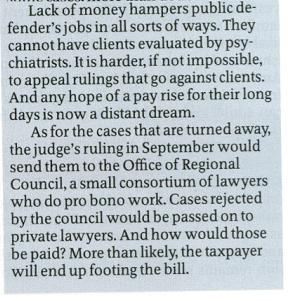 Lack of money hampers public de-
fender's jobs in all sorts of ways. They
cannot have clients evaluated by psy-
chiatrists. It is harder, if not impossible,
to appeal rulings that go against clients.
And any hope of a pay rise for their long
days is now a distant dream.
As for the cases that are turned away,
the judge's ruling in September would
send them to the Office of Regional
Council, a small consortium of lawyers
who do pro bono work. Cases rejected
by the council would be passed on to
private lawyers. And how would those
be paid? More than likely, the taxpayer
will end up footing the bill.